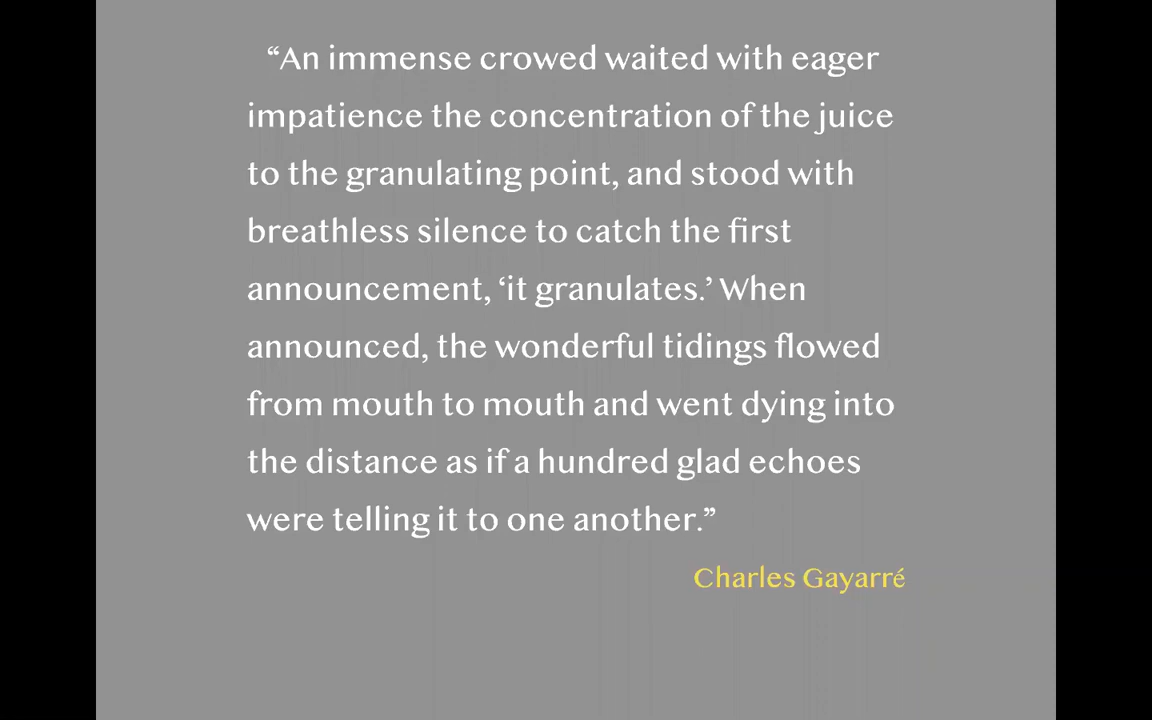 “An immense crowed waited with eager
impatience the concentration of the juice
to the granulating point, and stood with
breathless silence to catch the first
announcement, ‘it granulates.’ When
announced, the wonderful tidings flowed
from mouth to mouth and went dying into
the distance as if a hundred glad echoes
were telling it to one another.”
Charles Gayarré